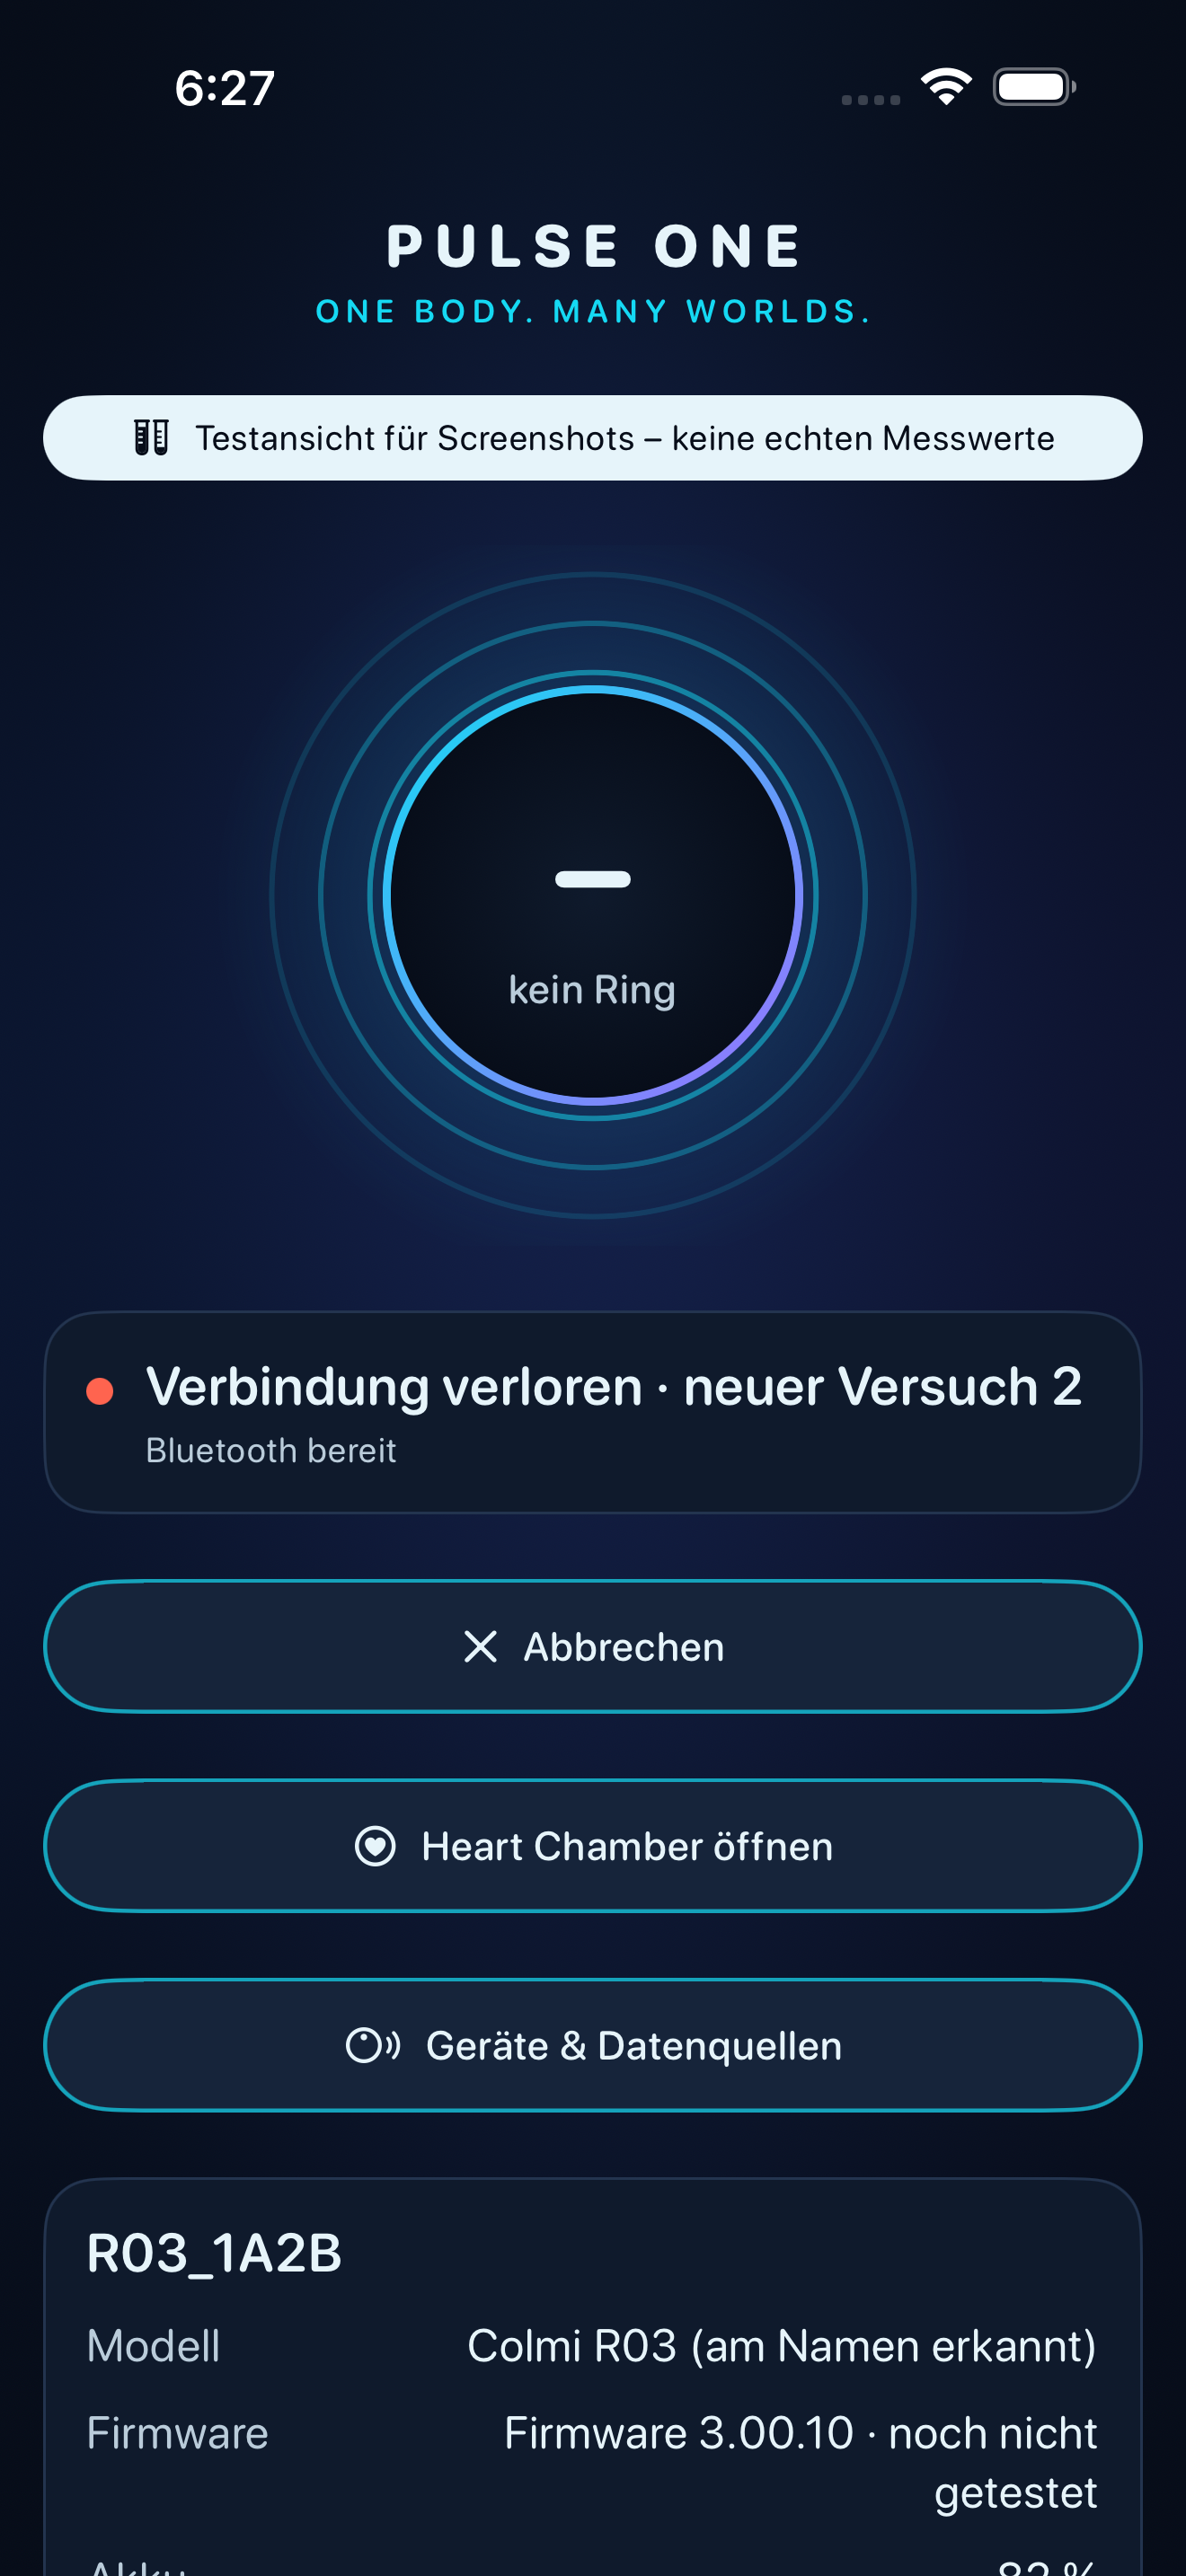 6:27
PULSE ONE
ONE BODY. MANY WORLDS.
Testansicht für Screenshots – keine echten Messwerte
–
kein Ring
Verbindung verloren · neuer Versuch 2
Bluetooth bereit
Abbrechen
Heart Chamber öffnen
Geräte & Datenquellen
R03_1A2B
Modell Colmi R03 (am Namen erkannt)
Firmware Firmware 3.00.10 · noch nicht
getestet
Akku 82 %